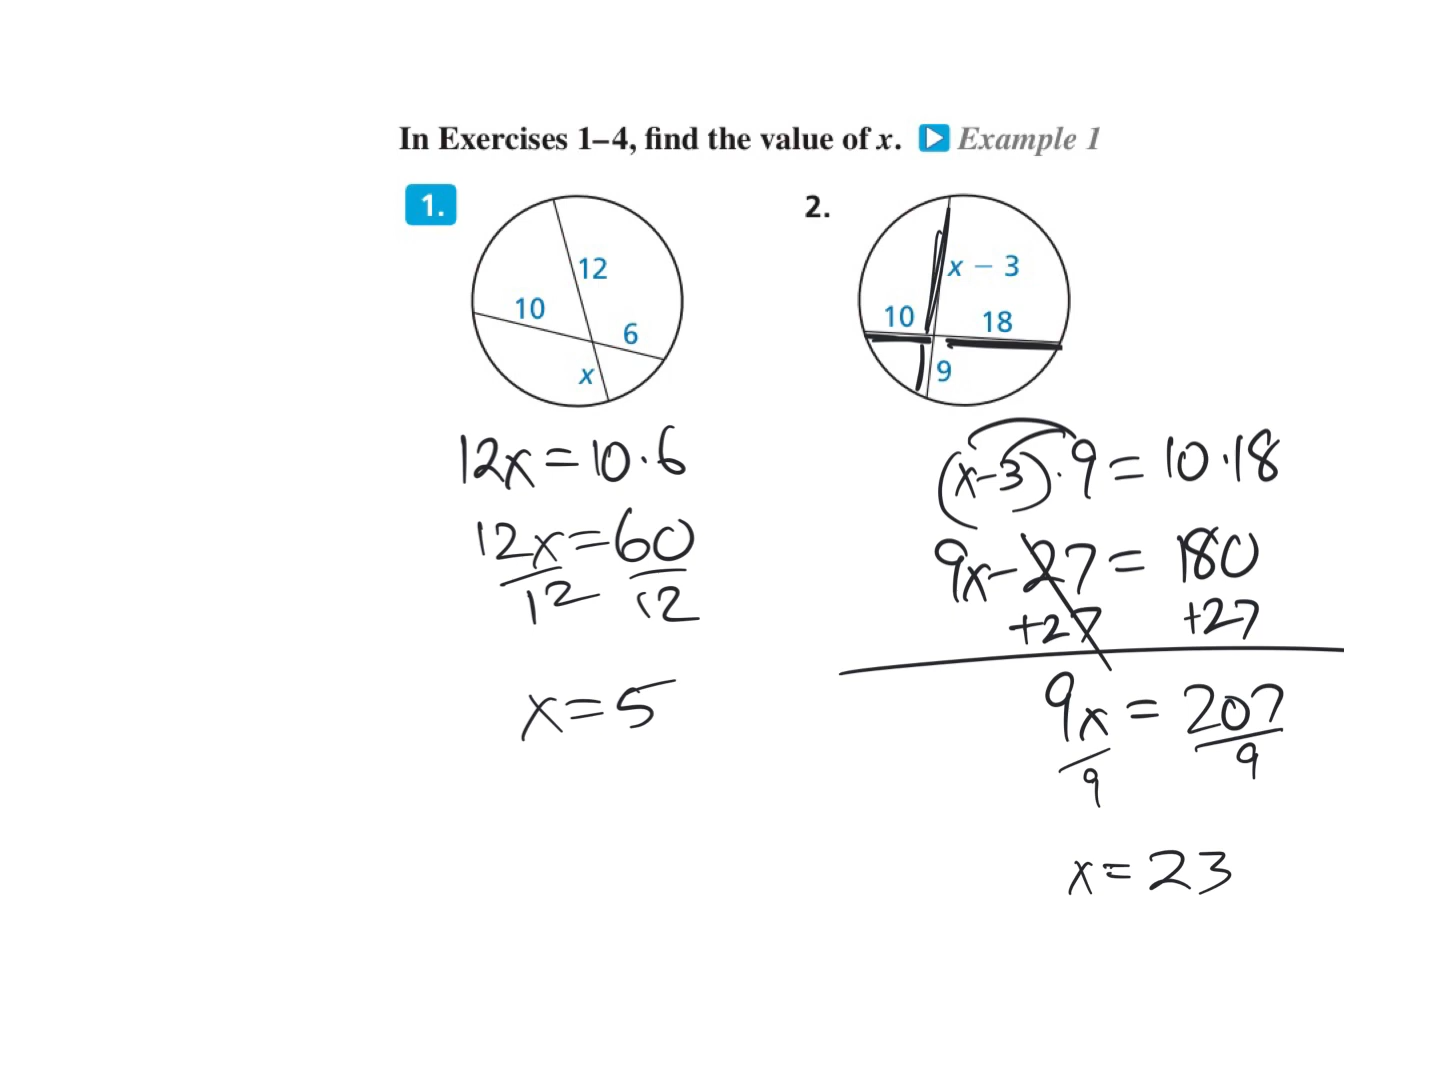 In Exercises 1–4, find the value of x. Example 1
1.
12
10
6
x
12x = 10 · 6
12x = 60
12 12
x = 5
2.
x − 3
10
18
9
(x-3) · 9 = 10 · 18
9x - 27 = 180
+27 +27
9x = 207
9 9
x = 23